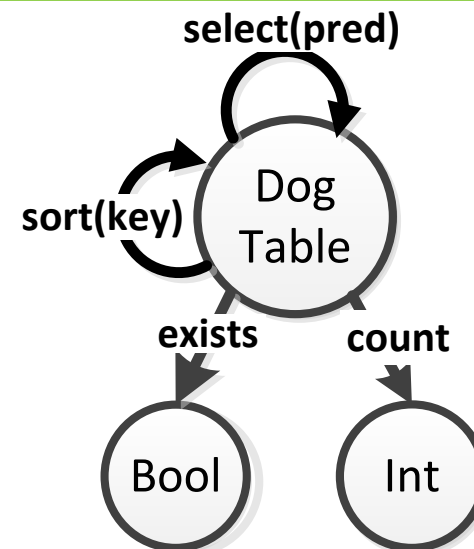 select(pred)
Dog
Table
sort(key)
exists
count
Bool
Int